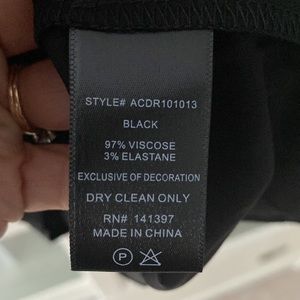 STYLE# ACDR101013
BLACK
97% VISCOSE
3% ELASTANE
EXCLUSIVE OF DECORATION
DRY CLEAN ONLY
RN# 141397
MADE IN CHINA
P